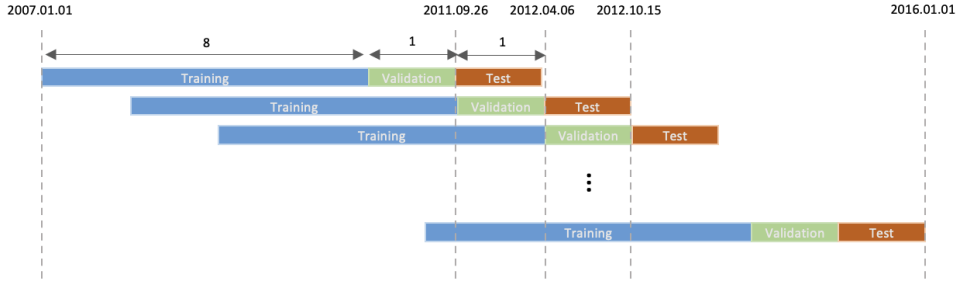 2007.01.01 2011.09.26 2012.04.06 2012.10.15 2016.01.01
8 1 1
Training Validation Test
Training Validation Test
Training Validation Test
Training Validation Test